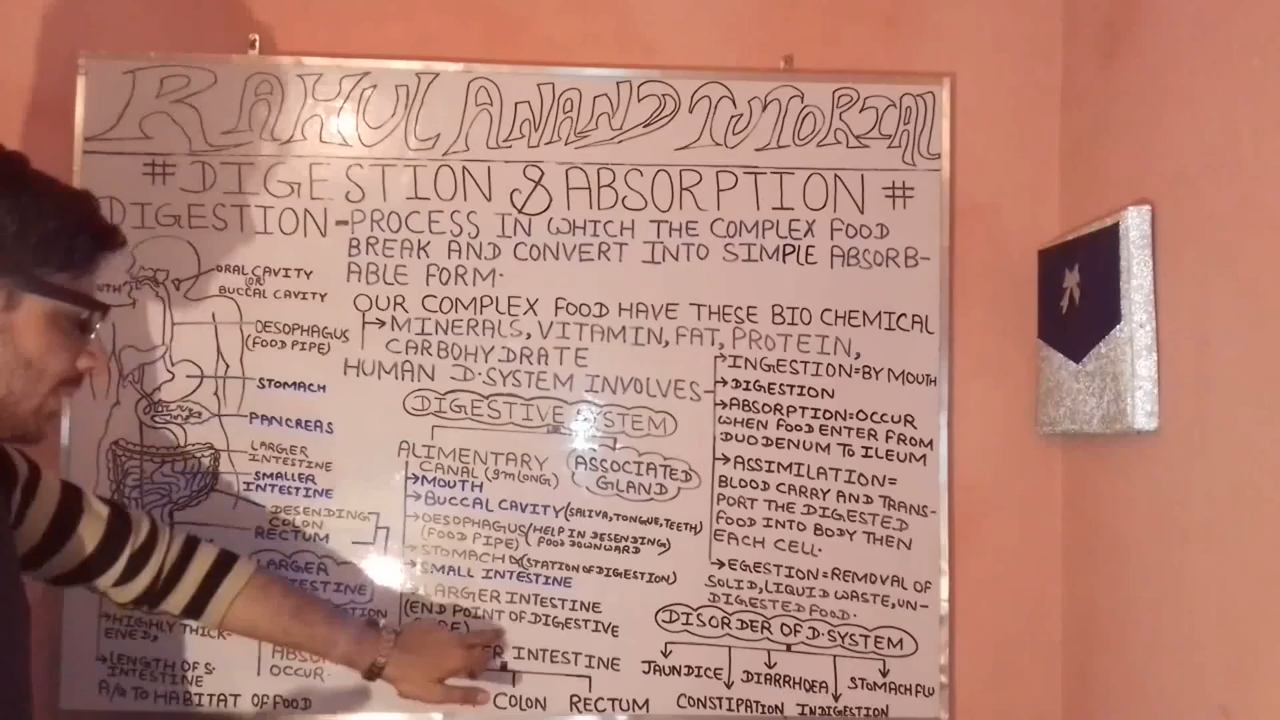 RAHUL ANAND TUTORIAL
# DIGESTION & ABSORPTION #
DIGESTION - PROCESS IN WHICH THE COMPLEX FOOD
BREAK AND CONVERT INTO SIMPLE ABSORB-
ABLE FORM.
OUR COMPLEX FOOD HAVE THESE BIO CHEMICAL
MINERALS, VITAMIN, FAT, PROTEIN,
CARBOHYDRATE
HUMAN D.SYSTEM INVOLVES-
INGESTION=BY MOUTH
DIGESTION
ABSORPTION=OCCUR
WHEN FOOD ENTER FROM
DUODENUM TO ILEUM
ASSIMILATION=
BLOOD CARRY AND TRANS-
PORT THE DIGESTED
FOOD INTO BODY THEN
EACH CELL.
EGESTION=REMOVAL OF
SOLID, LIQUID WASTE, UN-
DIGESTED FOOD.
ORAL CAVITY
OR
BUCCAL CAVITY
OESOPHAGUS
(FOOD PIPE)
STOMACH
PANCREAS
LARGER
INTESTINE
SMALLER
INTESTINE
DESENDING
COLON
RECTUM
LARGER
HIGHLY THICK-
ENED,
LENGTH OF S.
INTESTINE
A/C TO HABITAT OF FOOD
OCCUR.
DIGESTIVE SYSTEM
ALIMENTARY
CANAL (9m LONG)
MOUTH
BUCCAL CAVITY (SALIVA, TONGUE, TEETH)
OESOPHAGUS (HELP IN DESENDING)
(FOOD PIPE) FOOD DOWNWARD
STOMACH (STATION OF DIGESTION)
SMALL INTESTINE
LARGER INTESTINE
(END POINT OF DIGESTIVE
INTESTINE
COLON RECTUM
ASSOCIATED
GLAND
DISORDER OF D.SYSTEM
JAUNDICE DIARRHOEA STOMACH FLU
CONSTIPATION INDIGESTION